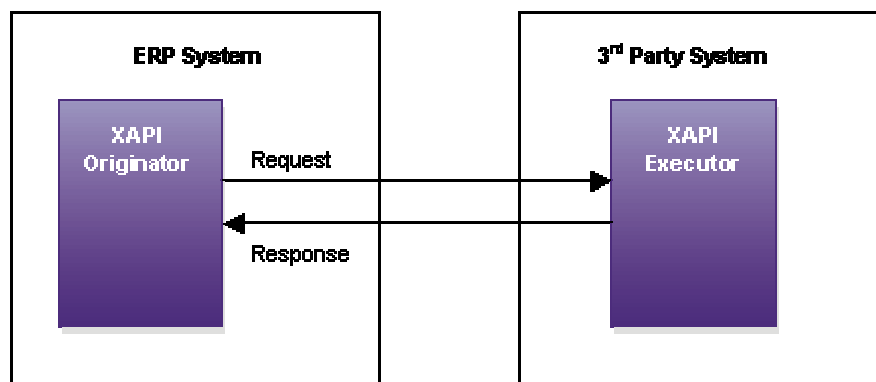 ERP System
3rd Party System
XAPI
Originator
XAPI
Executor
Request
Response